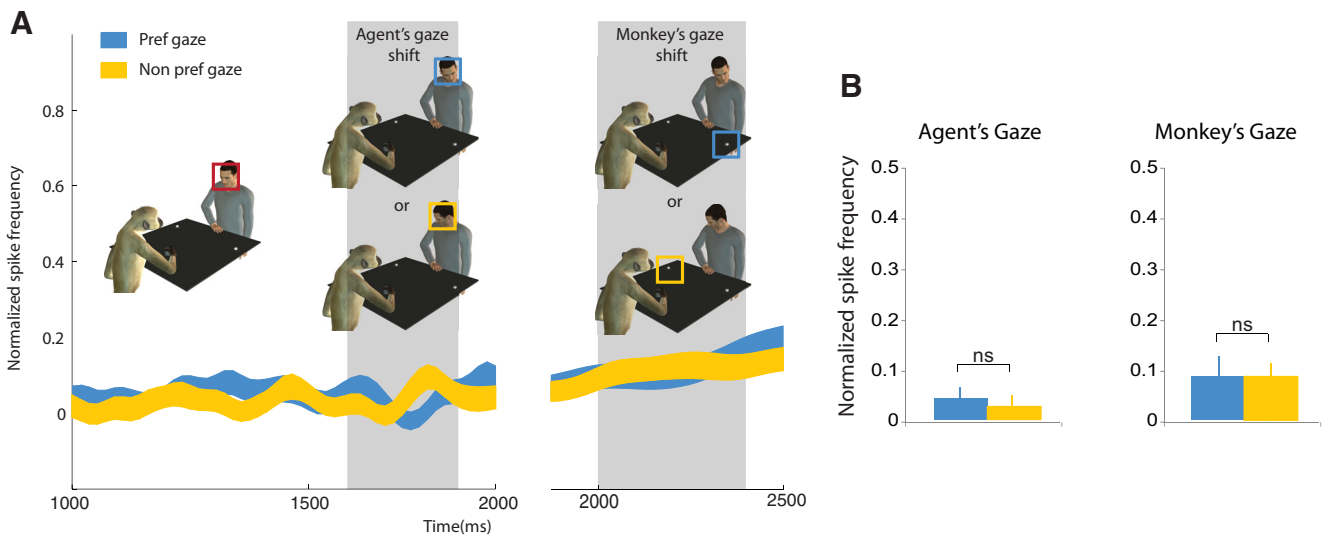 A
Pref gaze
Non pref gaze
Agent's gaze
shift
Monkey's gaze
shift
or
or
Normalized spike frequency
0.8
0.6
0.4
0.2
0
1000
1500
2000
2000
2500
Time(ms)
B
Agent's Gaze
Monkey's Gaze
Normalized spike frequency
0.5
0.4
0.3
0.2
0.1
0
ns
0.5
0.4
0.3
0.2
0.1
0
ns